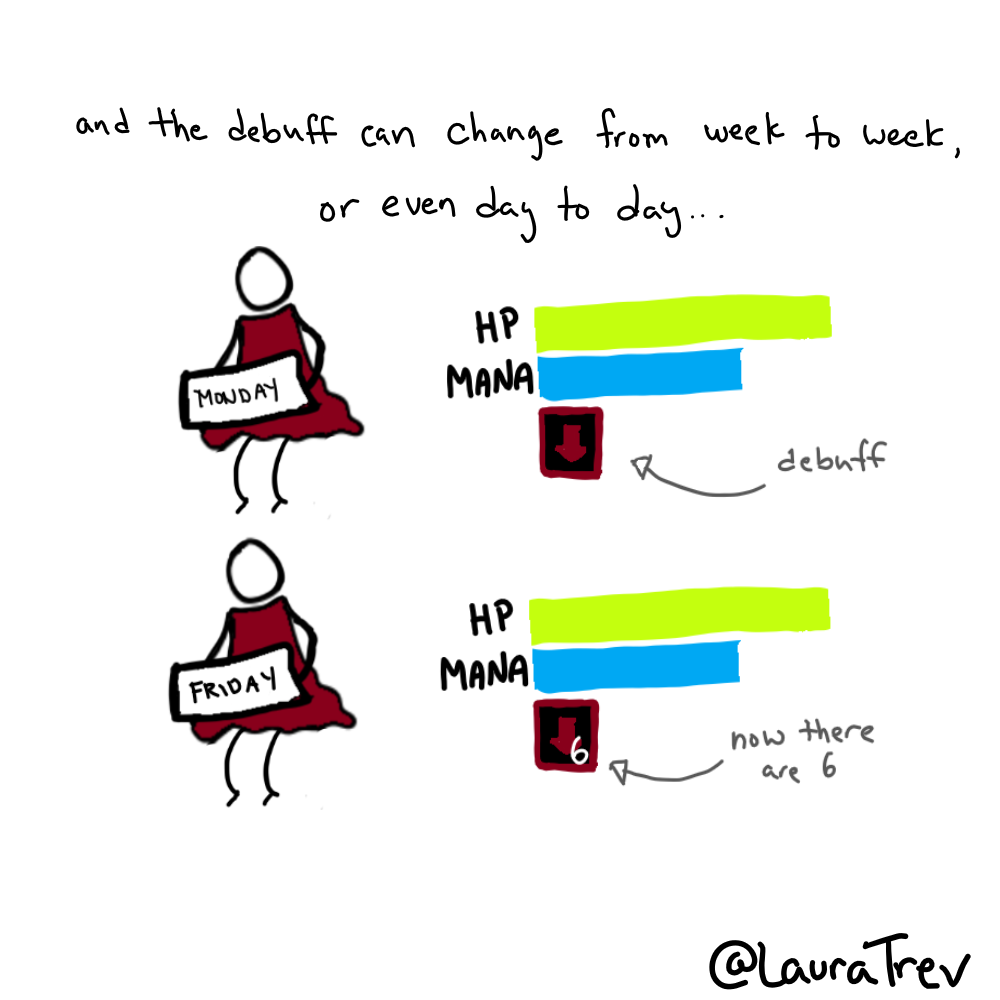 and the debuff can change from week to week,
or even day to day...
HP
MANA
MONDAY
debuff
HP
MANA
FRIDAY
6
now there
are 6
@LauraTrev